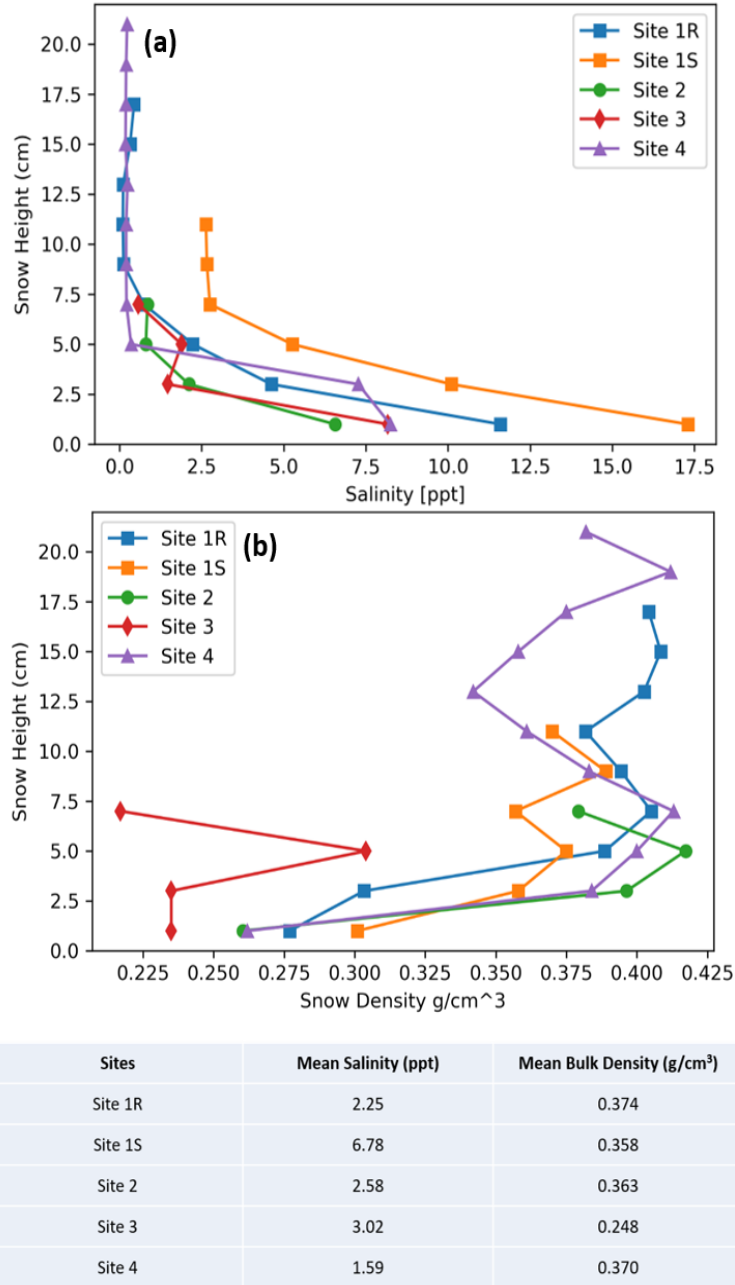 (a)
Site 1R
Site 1S
Site 2
Site 3
Site 4
20.0
17.5
15.0
12.5
10.0
7.5
5.0
2.5
0.0
Snow Height (cm)
0.0 2.5 5.0 7.5 10.0 12.5 15.0 17.5
Salinity [ppt]
(b)
Site 1R
Site 1S
Site 2
Site 3
Site 4
20.0
17.5
15.0
12.5
10.0
7.5
5.0
2.5
0.0
Snow Height (cm)
0.225 0.250 0.275 0.300 0.325 0.350 0.375 0.400 0.425
Snow Density g/cm^3
Sites Mean Salinity (ppt) Mean Bulk Density (g/cm³)
Site 1R 2.25 0.374
Site 1S 6.78 0.358
Site 2 2.58 0.363
Site 3 3.02 0.248
Site 4 1.59 0.370